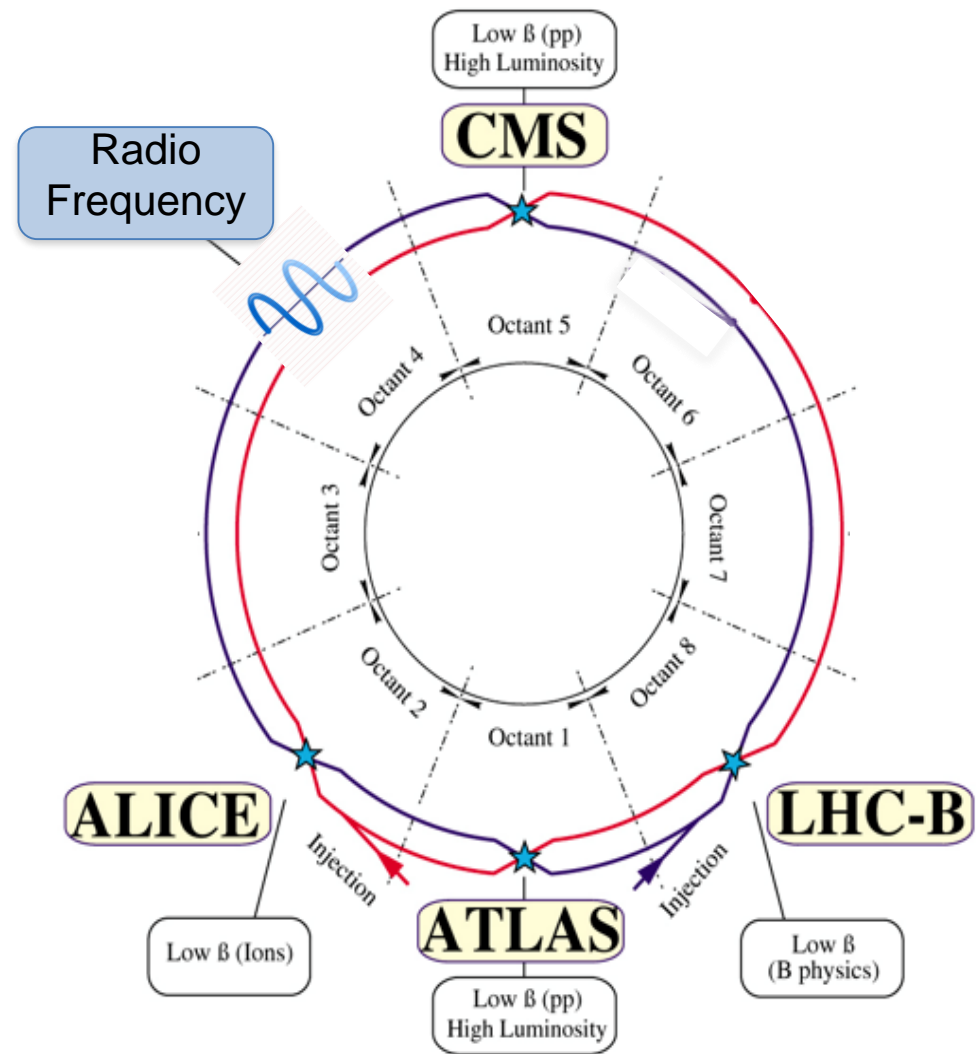 Low ß (pp)
High Luminosity
CMS
Radio
Frequency
Octant 5
Octant 4
Octant 6
Octant 3
Octant 7
Octant 2
Octant 8
Octant 1
ALICE
LHC-B
Injection
Injection
ATLAS
Low ß (Ions)
Low ß
(B physics)
Low ß (pp)
High Luminosity